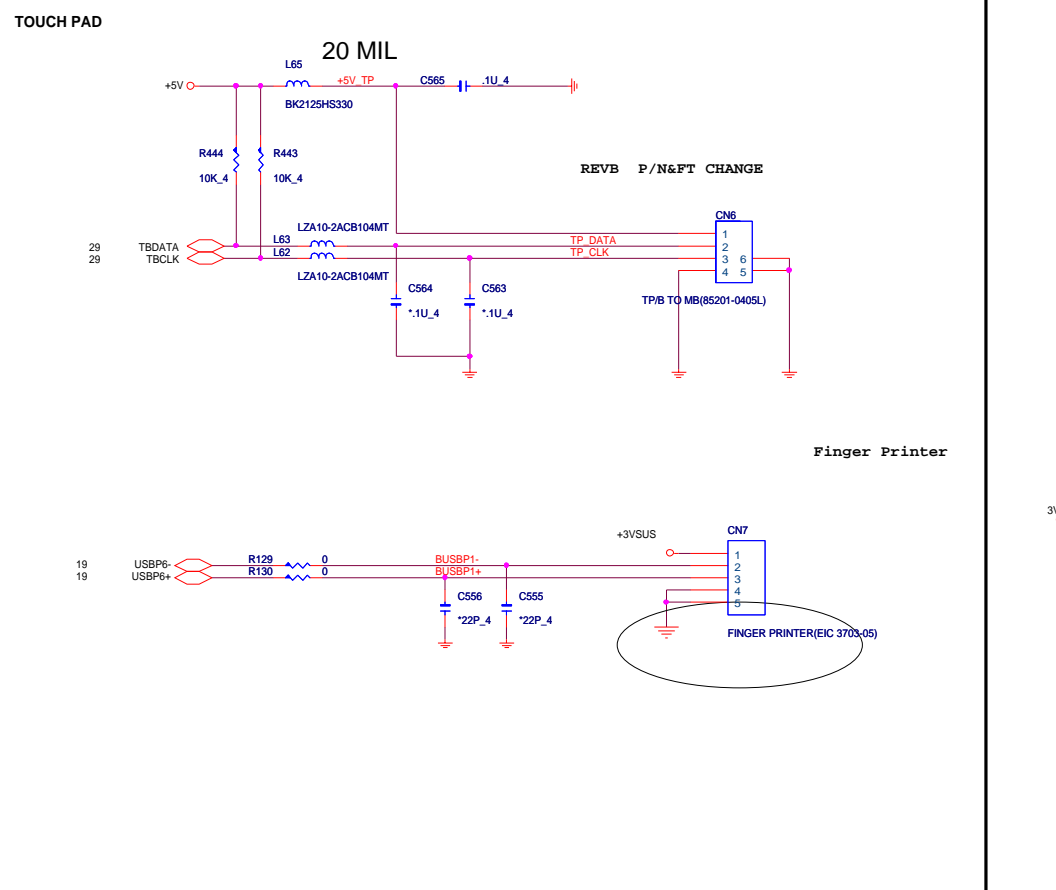 TOUCH PAD
20 MIL
L65
+5V
+5V_TP
C565
.1U_4
BK2125HS330
R444
R443
10K_4
10K_4
REVB P/N&FT CHANGE
CN6
LZA10-2ACB104MT
29
TBDATA
L63
TP_DATA
29
TBCLK
L62
TP_CLK
1
2
3
4
6
5
LZA10-2ACB104MT
C564
C563
*.1U_4
*.1U_4
TP/B TO MB(85201-0405L)
Finger Printer
3V
+3VSUS
CN7
19
USBP6-
R129
0
BUSBP1-
19
USBP6+
R130
0
BUSBP1+
1
2
3
4
5
C556
C555
*22P_4
*22P_4
FINGER PRINTER(EIC 3703-05)